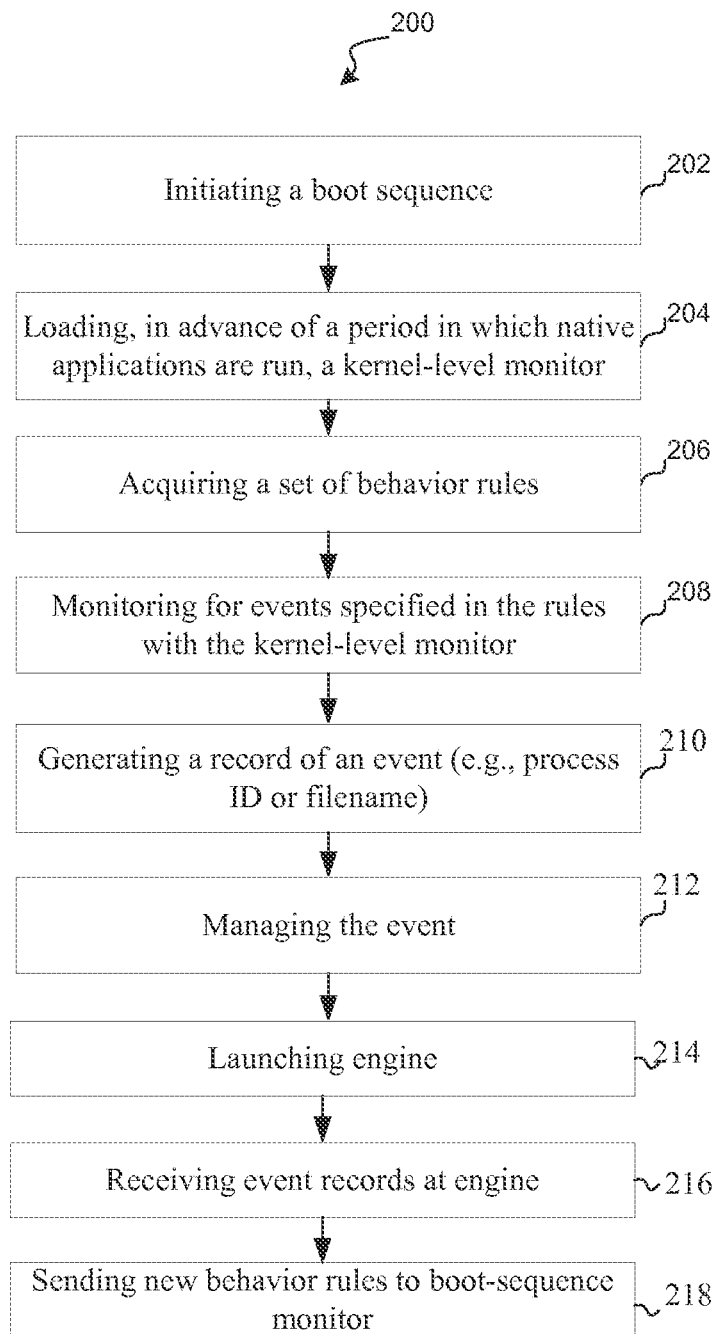 200
Initiating a boot sequence
202
Loading, in advance of a period in which native
applications are run, a kernel-level monitor
204
Acquiring a set of behavior rules
206
Monitoring for events specified in the rules
with the kernel-level monitor
208
Generating a record of an event (e.g., process
ID or filename)
210
Managing the event
212
Launching engine
214
Receiving event records at engine
216
Sending new behavior rules to boot-sequence
monitor
218